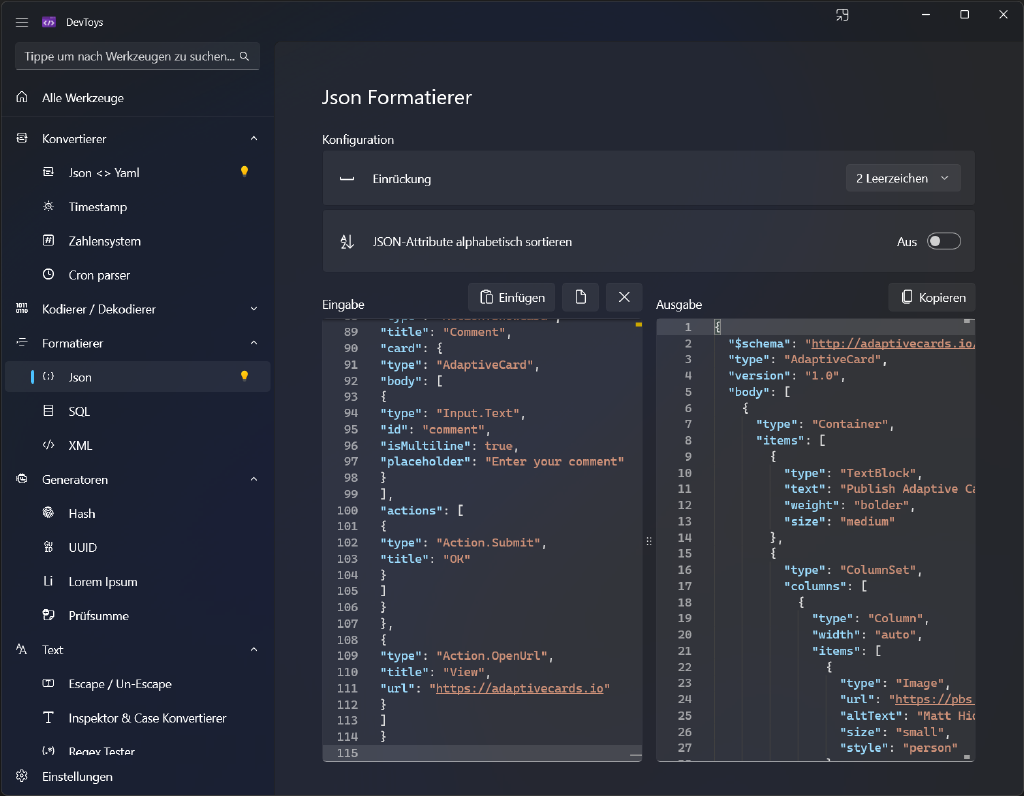 DevToys
Tippe um nach Werkzeugen zu suchen...
Alle Werkzeuge
Konvertierer
Json <> Yaml
Timestamp
Zahlensystem
Cron parser
Kodierer / Dekodierer
Formatierer
Json
SQL
XML
Generatoren
Hash
UUID
Lorem Ipsum
Prüfsumme
Text
Escape / Un-Escape
Inspektor & Case Konvertierer
Regex Tester
Einstellungen
Json Formatierer
Konfiguration
Einrückung
2 Leerzeichen
JSON-Attribute alphabetisch sortieren
Aus
Eingabe
Einfügen
89 "title": "Comment",
90 "card": {
91 "type": "AdaptiveCard",
92 "body": [
93 {
94 "type": "Input.Text",
95 "id": "comment",
96 "isMultiline": true,
97 "placeholder": "Enter your comment"
98 }
99 ],
100 "actions": [
101 {
102 "type": "Action.Submit",
103 "title": "OK"
104 }
105 ]
106 }
107 },
108 {
109 "type": "Action.OpenUrl",
110 "title": "View",
111 "url": "https://adaptivecards.io"
112 }
113 ]
114 }
115
Ausgabe
Kopieren
1 {
2 "$schema": "http://adaptivecards.io/
3 "type": "AdaptiveCard",
4 "version": "1.0",
5 "body": [
6 {
7 "type": "Container",
8 "items": [
9 {
10 "type": "TextBlock",
11 "text": "Publish Adaptive Ca
12 "weight": "bolder",
13 "size": "medium"
14 },
15 {
16 "type": "ColumnSet",
17 "columns": [
18 {
19 "type": "Column",
20 "width": "auto",
21 "items": [
22 {
23 "type": "Image",
24 "url": "https://pbs.
25 "altText": "Matt Hid
26 "size": "small",
27 "style": "person"